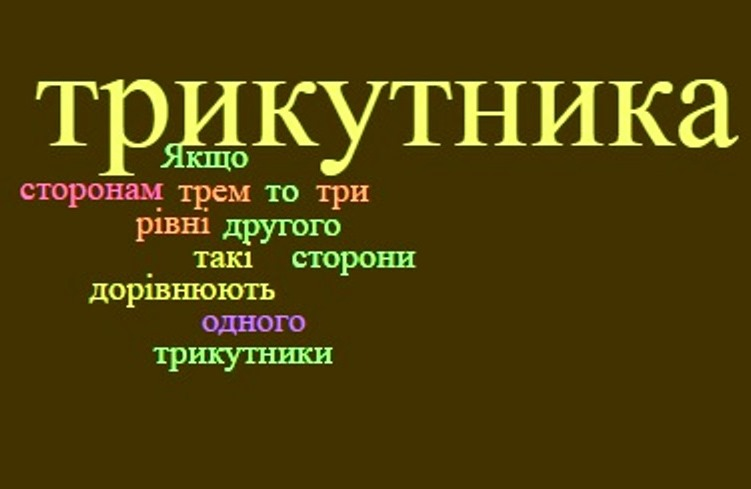 трикутника
Якщо
сторонам трем то три
рівні другого
такі сторони
дорівнюють
одного
трикутники